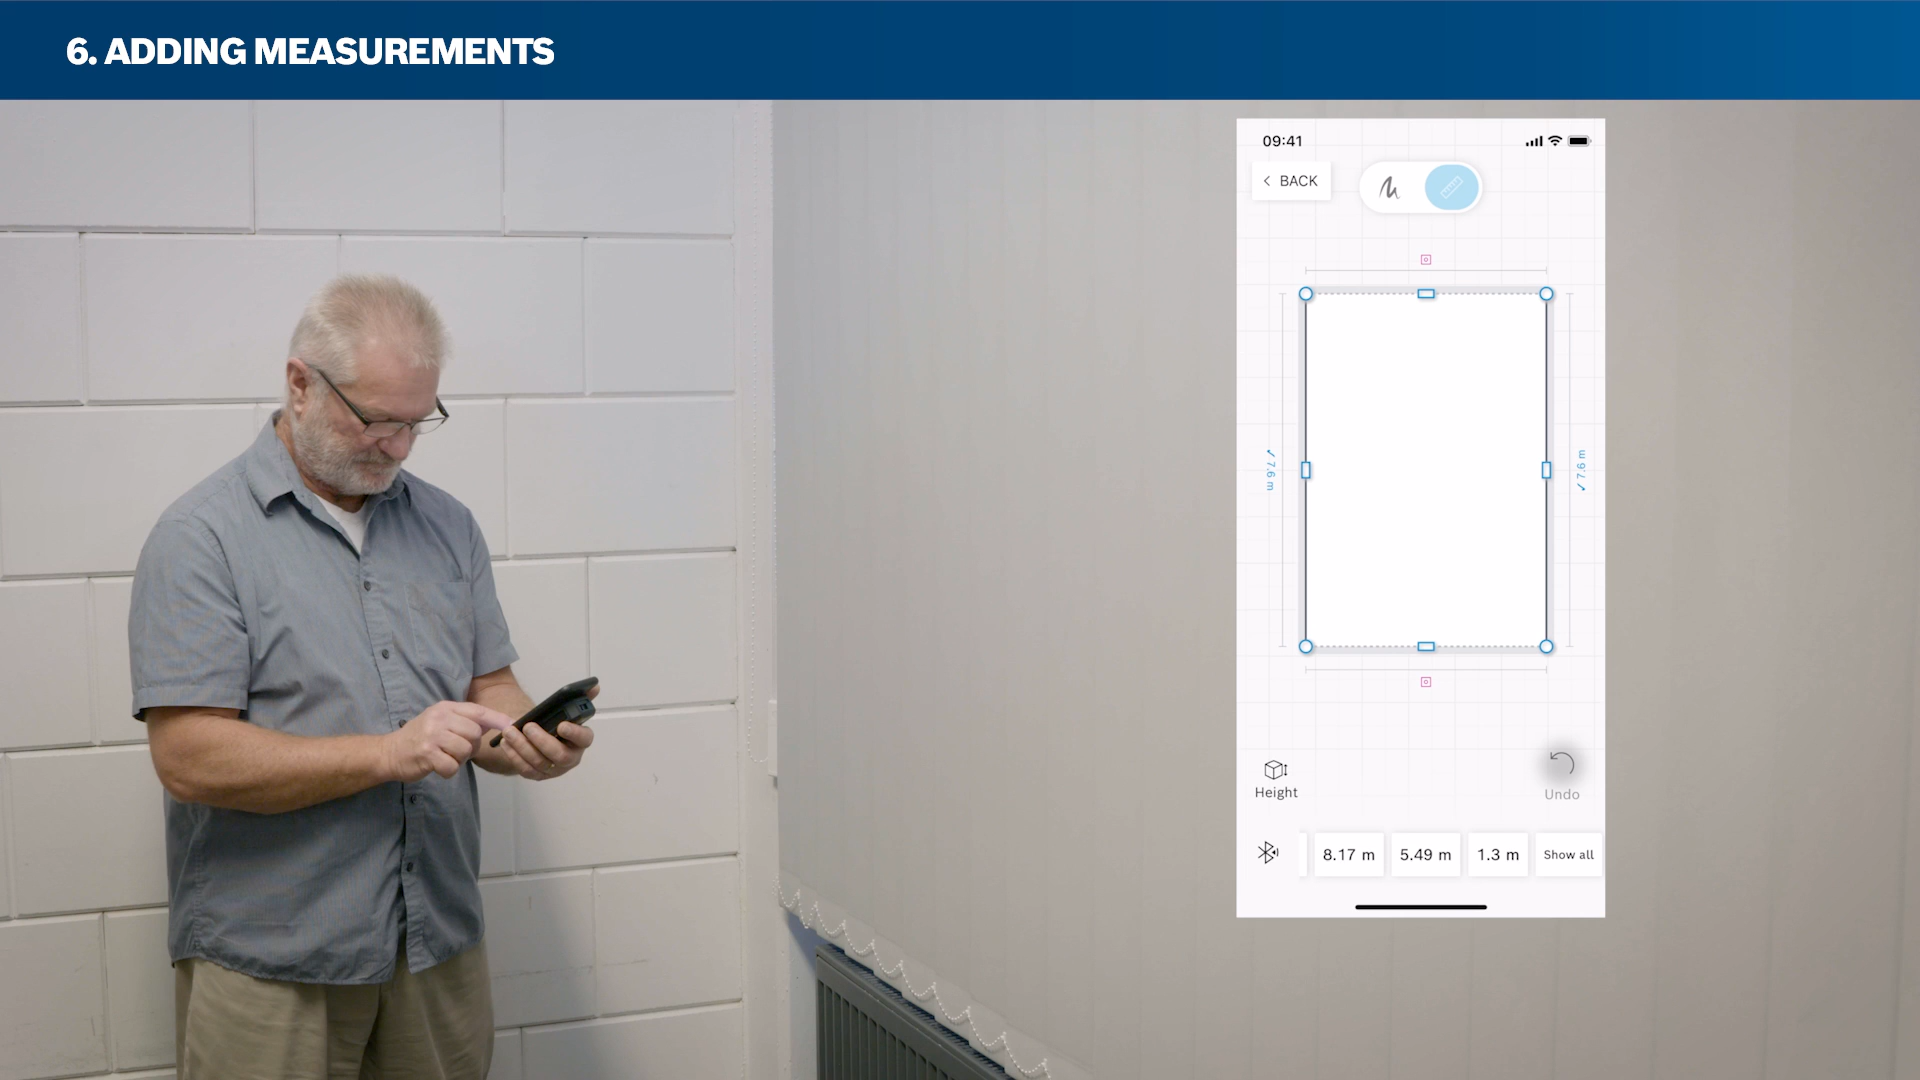 6. ADDING MEASUREMENTS
09:41
BACK
7.6 m
7.6 m
Height
Undo
8.17 m 5.49 m 1.3 m Show all